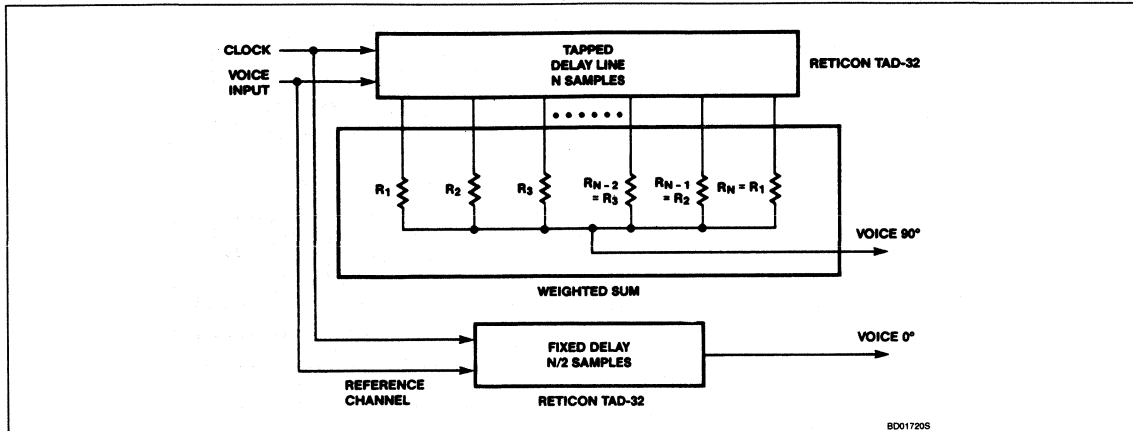 CLOCK
VOICE
INPUT
TAPPED
DELAY LINE
N SAMPLES
RETICON TAD-32
R1
R2
R3
RN-2
= R3
RN-1
= R2
RN = R1
VOICE 90°
WEIGHTED SUM
FIXED DELAY
N/2 SAMPLES
VOICE 0°
REFERENCE
CHANNEL
RETICON TAD-32
BD01720S